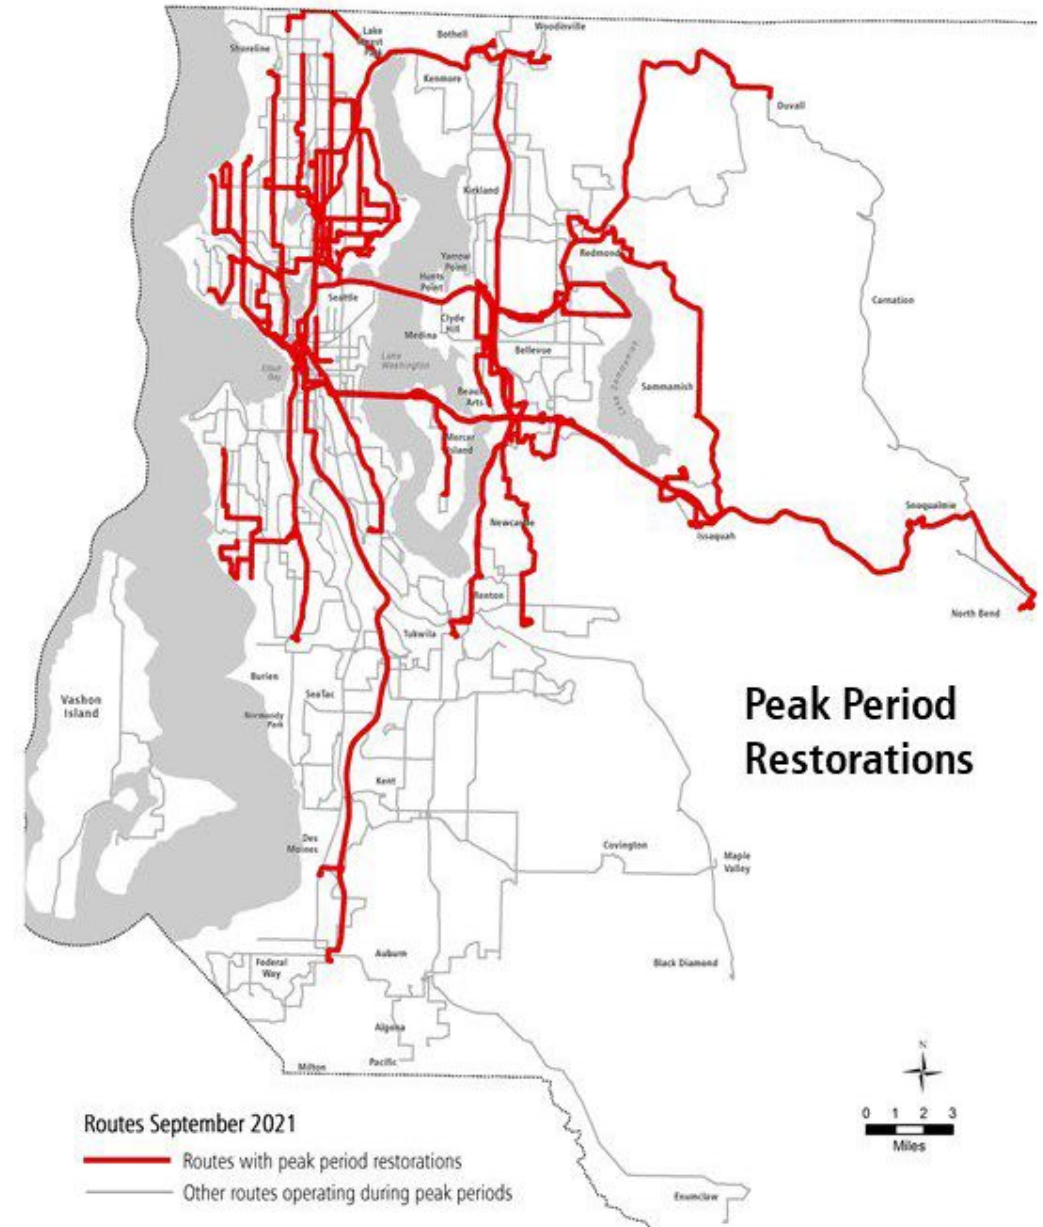 Lake
Forest
Park
Bothell
Woodinville
Shoreline
Kenmore
Duvall
Kirkland
Yarrow
Point
Redmond
Hunts
Point
Seattle
Carnation
Clyde
Hill
Medina
Bellevue
Lake
Washington
Elliott
Bay
Lake Sammamish
Sammamish
Beaux
Arts
Mercer
Island
Snoqualmie
Newcastle
Issaquah
Renton
North Bend
Tukwila
Burien
SeaTac
Vashon
Island
Normandy
Park
Peak Period
Restorations
Kent
Des
Moines
Covington
Maple
Valley
Auburn
Federal
Way
Black Diamond
Algona
Pacific
Milton
N
0 1 2 3
Miles
Routes September 2021
Routes with peak period restorations
Other routes operating during peak periods
Enumclaw